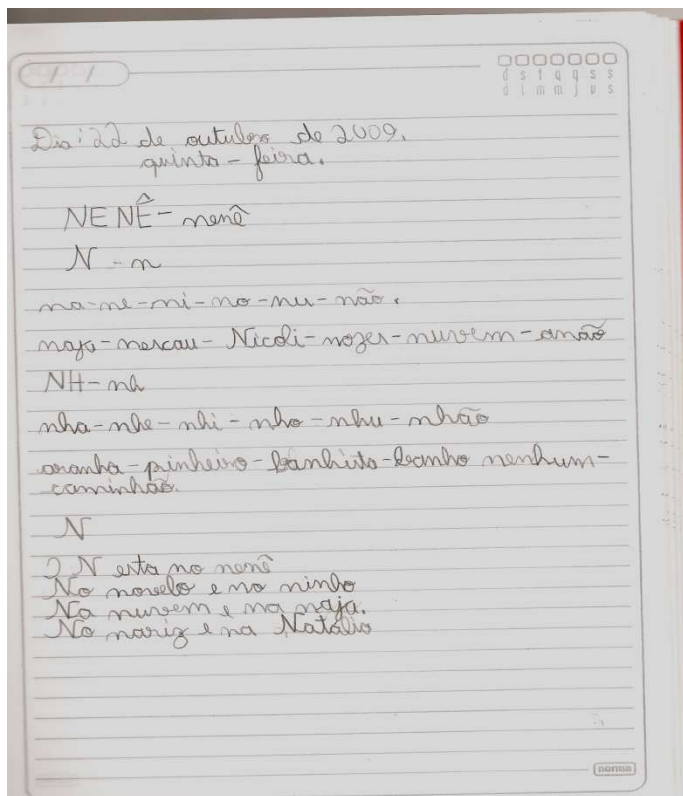 / /
d s t q q s s
d l m m j v s
Dia: 22 de outubro de 2009.
quinta-feira.
NENÊ - nenê
N - n
na-ne-ni-no-nu-não.
naja-nescau-Nicoli-nozes-nuvem-anão
NH-nh
nha-nhe-nhi-nho-nhu-nhão
aranha-pinheiro-banhista-banho nenhum-
caminhão.
N
O N esta no nenê
No novelo e no ninho
Na nuvem e na naja.
No nariz e na Natália
norma